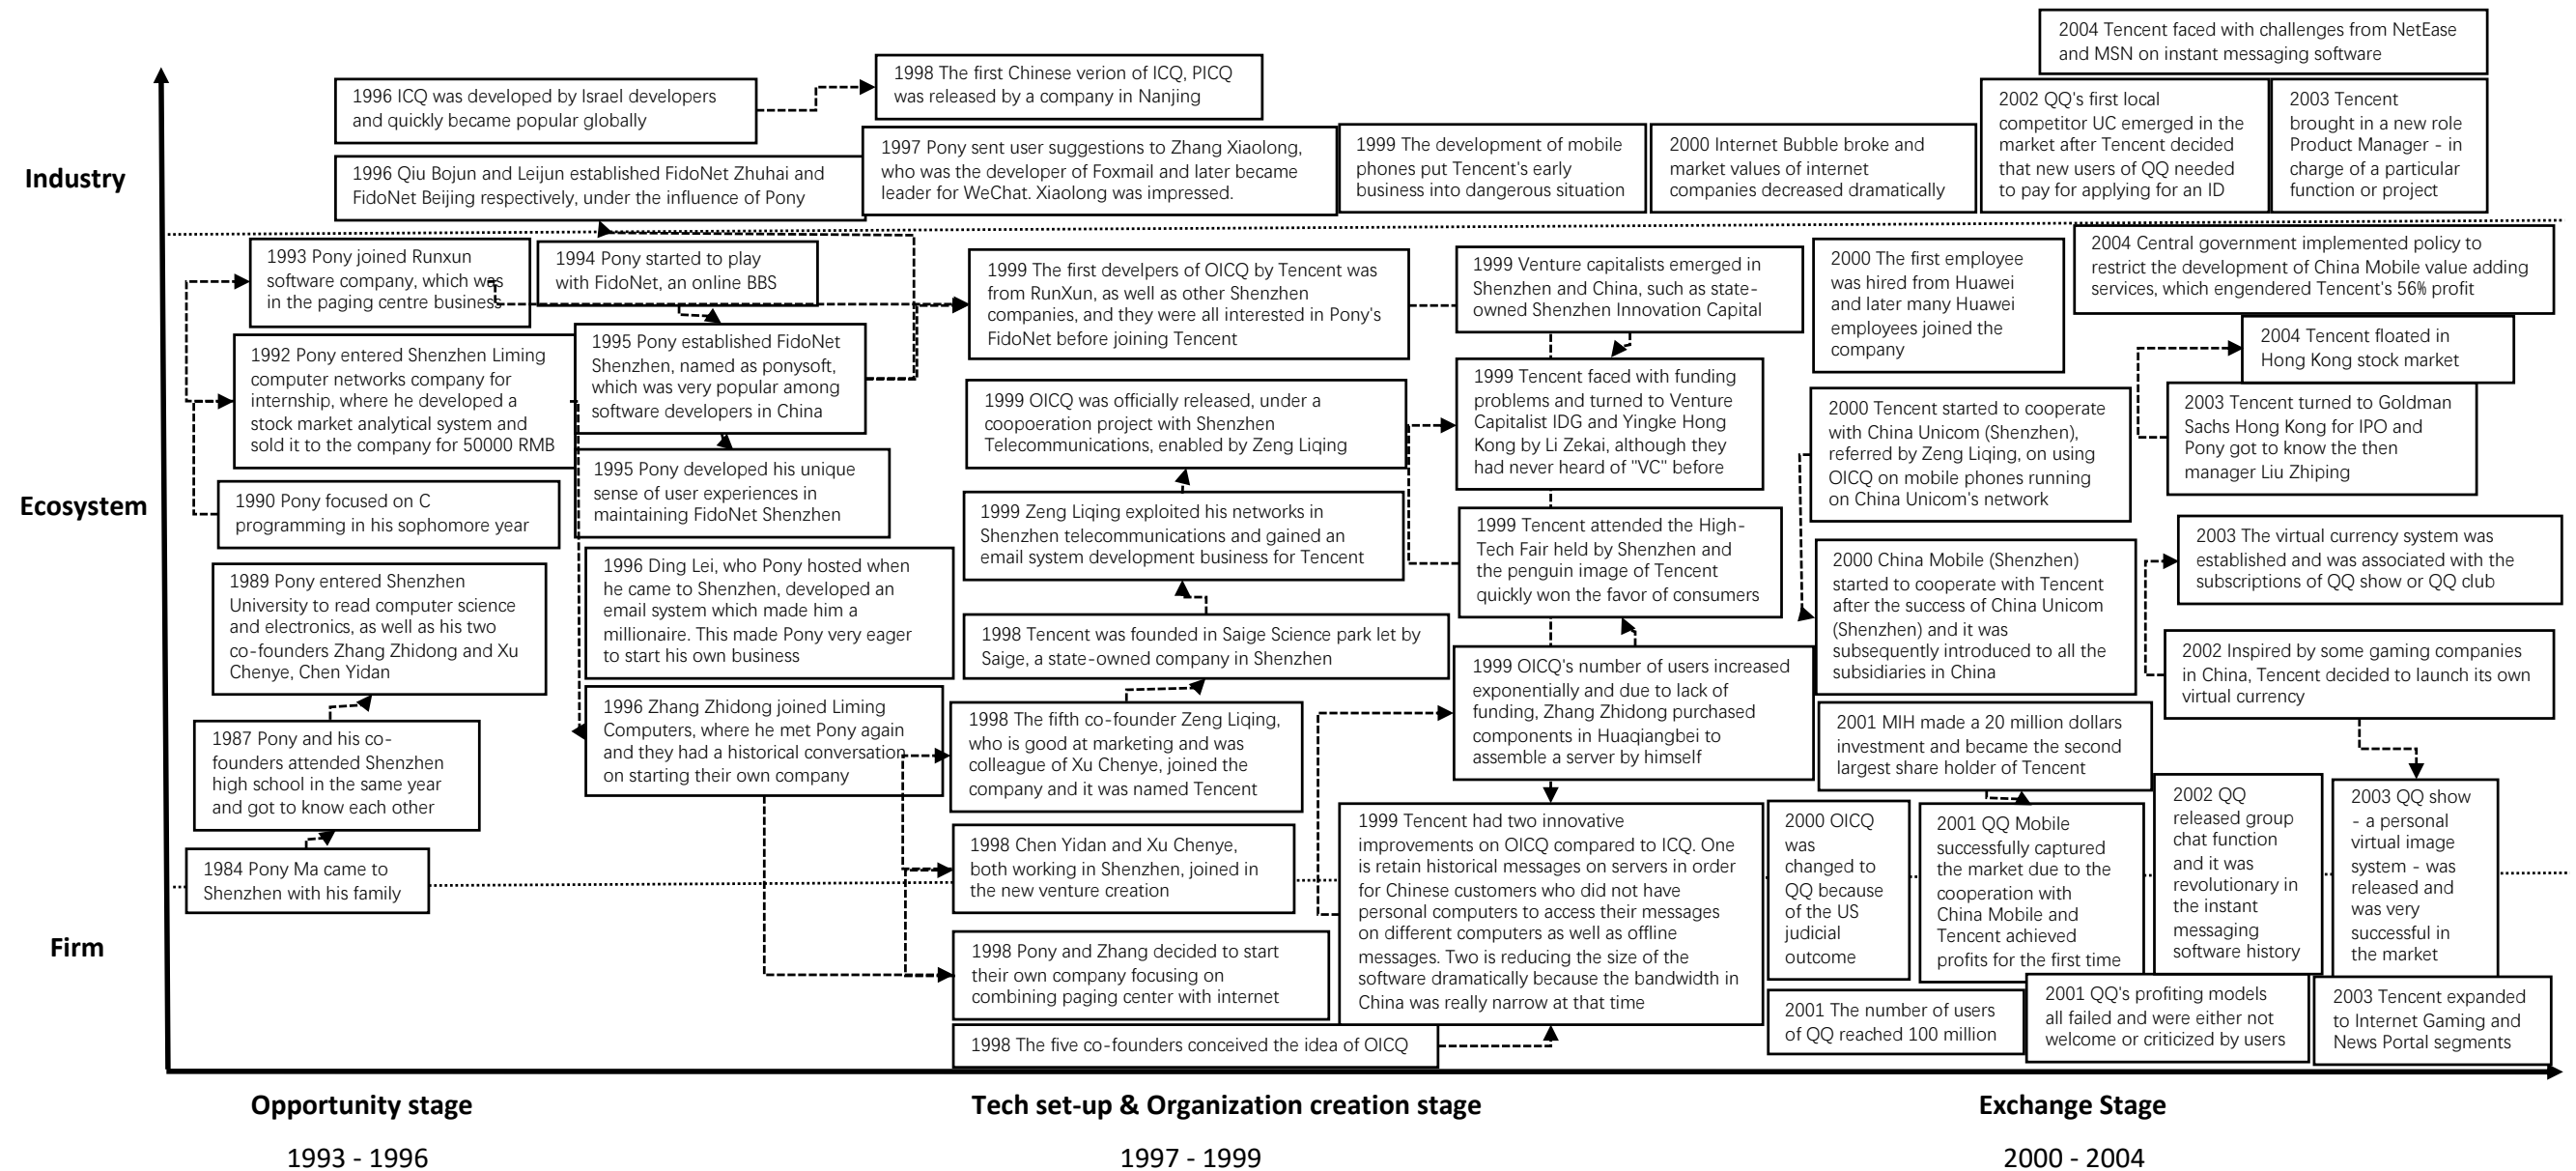 2004 Tencent faced with challenges from NetEase
and MSN on instant messaging software
1998 The first Chinese verion of ICQ, PICQ
was released by a company in Nanjing
1996 ICQ was developed by Israel developers
and quickly became popular globally
2002 QQ's first local
competitor UC emerged in the
market after Tencent decided
that new users of QQ needed
to pay for applying for an ID
2003 Tencent
brought in a new role
Product Manager - in
charge of a particular
function or project
1997 Pony sent user suggestions to Zhang Xiaolong,
who was the developer of Foxmail and later became
leader for WeChat. Xiaolong was impressed.
1999 The development of mobile
phones put Tencent's early
business into dangerous situation
2000 Internet Bubble broke and
market values of internet
companies decreased dramatically
Industry
1996 Qiu Bojun and Leijun established FidoNet Zhuhai and
FidoNet Beijing respectively, under the influence of Pony
1993 Pony joined Runxun
software company, which was
in the paging centre business
1994 Pony started to play
with FidoNet, an online BBS
1999 The first develpers of OICQ by Tencent was
from RunXun, as well as other Shenzhen
companies, and they were all interested in Pony's
FidoNet before joining Tencent
1999 Venture capitalists emerged in
Shenzhen and China, such as state-
owned Shenzhen Innovation Capital
2000 The first employee
was hired from Huawei
and later many Huawei
employees joined the
company
2004 Central government implemented policy to
restrict the development of China Mobile value adding
services, which engendered Tencent's 56% profit
2004 Tencent floated in
Hong Kong stock market
1992 Pony entered Shenzhen Liming
computer networks company for
internship, where he developed a
stock market analytical system and
sold it to the company for 50000 RMB
1995 Pony established FidoNet
Shenzhen, named as ponysoft,
which was very popular among
software developers in China
1999 OICQ was officially released, under a
coopoeration project with Shenzhen
Telecommunications, enabled by Zeng Liqing
1999 Tencent faced with funding
problems and turned to Venture
Capitalist IDG and Yingke Hong
Kong by Li Zekai, although they
had never heard of "VC" before
2000 Tencent started to cooperate
with China Unicom (Shenzhen),
referred by Zeng Liqing, on using
OICQ on mobile phones running
on China Unicom's network
2003 Tencent turned to Goldman
Sachs Hong Kong for IPO and
Pony got to know the then
manager Liu Zhiping
Ecosystem
1990 Pony focused on C
programming in his sophomore year
1995 Pony developed his unique
sense of user experiences in
maintaining FidoNet Shenzhen
1999 Zeng Liqing exploited his networks in
Shenzhen telecommunications and gained an
email system development business for Tencent
1999 Tencent attended the High-
Tech Fair held by Shenzhen and
the penguin image of Tencent
quickly won the favor of consumers
2000 China Mobile (Shenzhen)
started to cooperate with Tencent
after the success of China Unicom
(Shenzhen) and it was
subsequently introduced to all the
subsidiaries in China
2003 The virtual currency system was
established and was associated with the
subscriptions of QQ show or QQ club
1989 Pony entered Shenzhen
University to read computer science
and electronics, as well as his two
co-founders Zhang Zhidong and Xu
Chenye, Chen Yidan
1996 Ding Lei, who Pony hosted when
he came to Shenzhen, developed an
email system which made him a
millionaire. This made Pony very eager
to start his own business
1998 Tencent was founded in Saige Science park let by
Saige, a state-owned company in Shenzhen
1999 OICQ's number of users increased
exponentially and due to lack of
funding, Zhang Zhidong purchased
components in Huaqiangbei to
assemble a server by himself
2002 Inspired by some gaming companies
in China, Tencent decided to launch its own
virtual currency
1987 Pony and his co-
founders attended Shenzhen
high school in the same year
and got to know each other
1996 Zhang Zhidong joined Liming
Computers, where he met Pony again
and they had a historical conversation
on starting their own company
1998 The fifth co-founder Zeng Liqing,
who is good at marketing and was
colleague of Xu Chenye, joined the
company and it was named Tencent
2001 MIH made a 20 million dollars
investment and became the second
largest share holder of Tencent
1984 Pony Ma came to
Shenzhen with his family
1998 Chen Yidan and Xu Chenye,
both working in Shenzhen, joined in
the new venture creation
1999 Tencent had two innovative
improvements on OICQ compared to ICQ. One
is retain historical messages on servers in order
for Chinese customers who did not have
personal computers to access their messages
on different computers as well as offline
messages. Two is reducing the size of the
software dramatically because the bandwidth in
China was really narrow at that time
2000 OICQ
was
changed to
QQ because
of the US
judicial
outcome
2001 QQ Mobile
successfully captured
the market due to the
cooperation with
China Mobile and
Tencent achieved
profits for the first time
2002 QQ
released group
chat function
and it was
revolutionary in
the instant
messaging
software history
2003 QQ show
- a personal
virtual image
system - was
released and
was very
successful in
the market
Firm
1998 Pony and Zhang decided to start
their own company focusing on
combining paging center with internet
1998 The five co-founders conceived the idea of OICQ
2001 The number of users
of QQ reached 100 million
2001 QQ's profiting models
all failed and were either not
welcome or criticized by users
2003 Tencent expanded
to Internet Gaming and
News Portal segments
Opportunity stage
Tech set-up & Organization creation stage
Exchange Stage
1993 - 1996
1997 - 1999
2000 - 2004